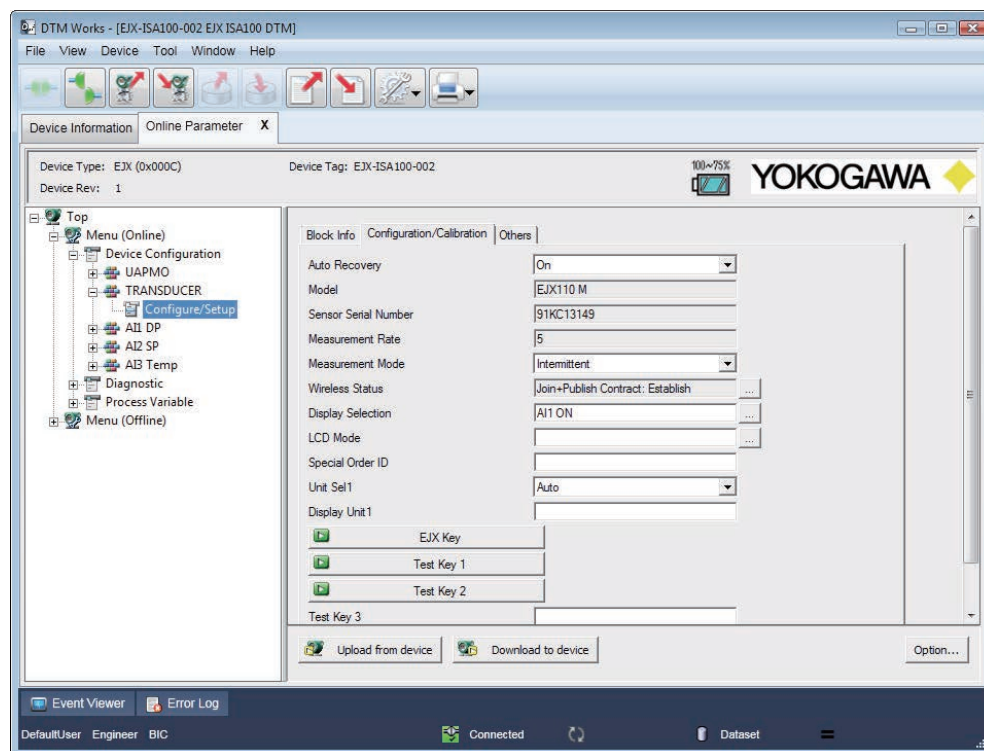 DTM Works - [EJX-ISA100-002 EJX ISA100 DTM]
File View Device Tool Window Help
Device Information Online Parameter X
Device Type: EJX (0x000C) Device Tag: EJX-ISA100-002 100~75% YOKOGAWA
Device Rev: 1
Top
Menu (Online)
Device Configuration
UAPMO
TRANSDUCER
Configure/Setup
AI1 DP
AI2 SP
AI3 Temp
Diagnostic
Process Variable
Menu (Offline)
Block Info Configuration/Calibration Others
Auto Recovery On
Model EJX110 M
Sensor Serial Number 91KC13149
Measurement Rate 5
Measurement Mode Intermittent
Wireless Status Join+Publish Contract: Establish ...
Display Selection AI1 ON ...
LCD Mode ...
Special Order ID
Unit Sel1 Auto
Display Unit1
EJX Key
Test Key 1
Test Key 2
Test Key 3
Upload from device Download to device Option...
Event Viewer Error Log
DefaultUser Engineer BIC Connected Dataset